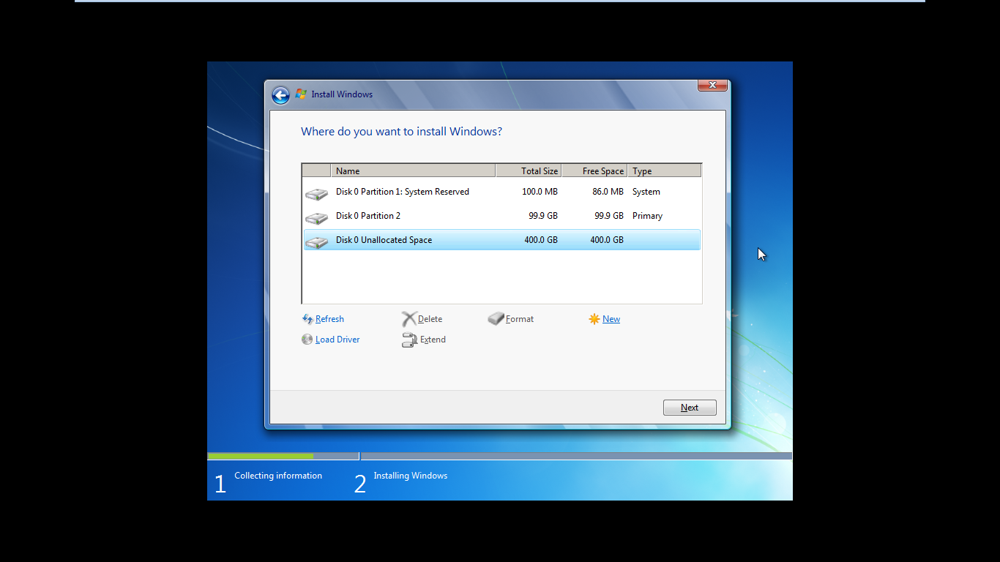 Install Windows
Where do you want to install Windows?
Name Total Size Free Space Type
Disk 0 Partition 1: System Reserved 100.0 MB 86.0 MB System
Disk 0 Partition 2 99.9 GB 99.9 GB Primary
Disk 0 Unallocated Space 400.0 GB 400.0 GB
Refresh Delete Format New
Load Driver Extend
Next
1 Collecting information 2 Installing Windows